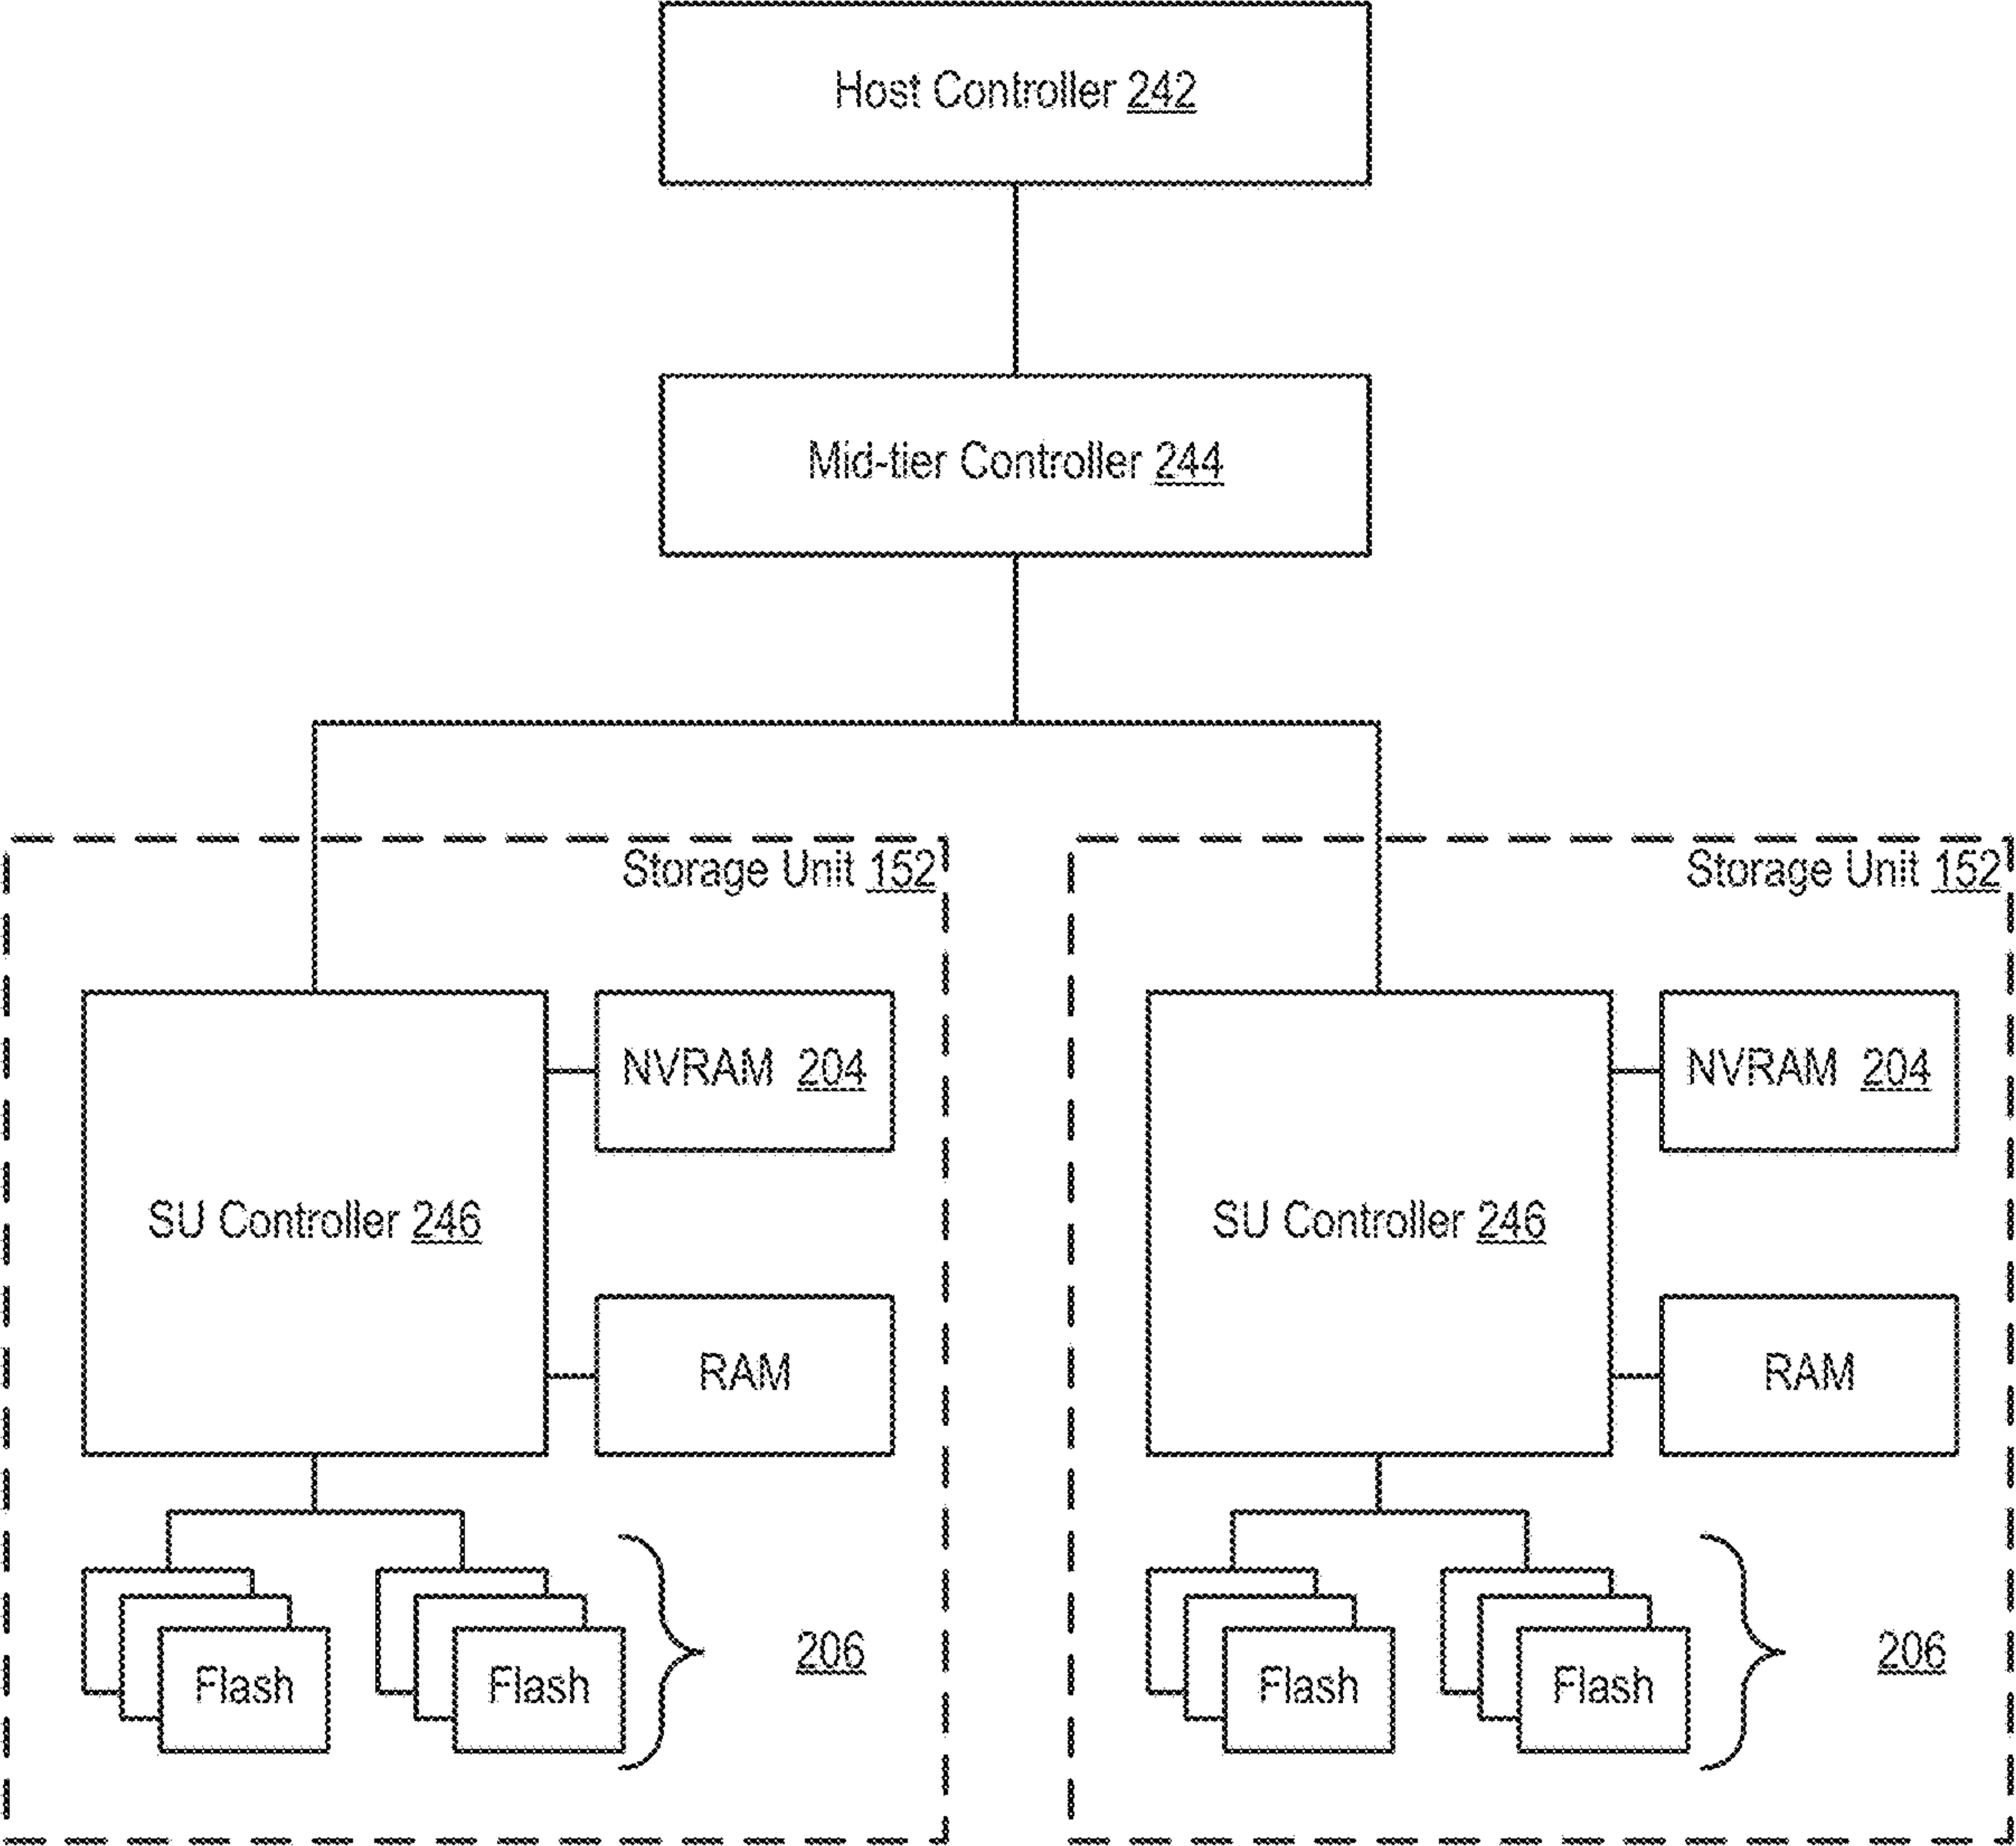 Host Controller 242
Mid-tier Controller 244
Storage Unit 152
NVRAM 204
SU Controller 246
RAM
Flash
Flash
206
Storage Unit 152
NVRAM 204
SU Controller 246
RAM
Flash
Flash
206